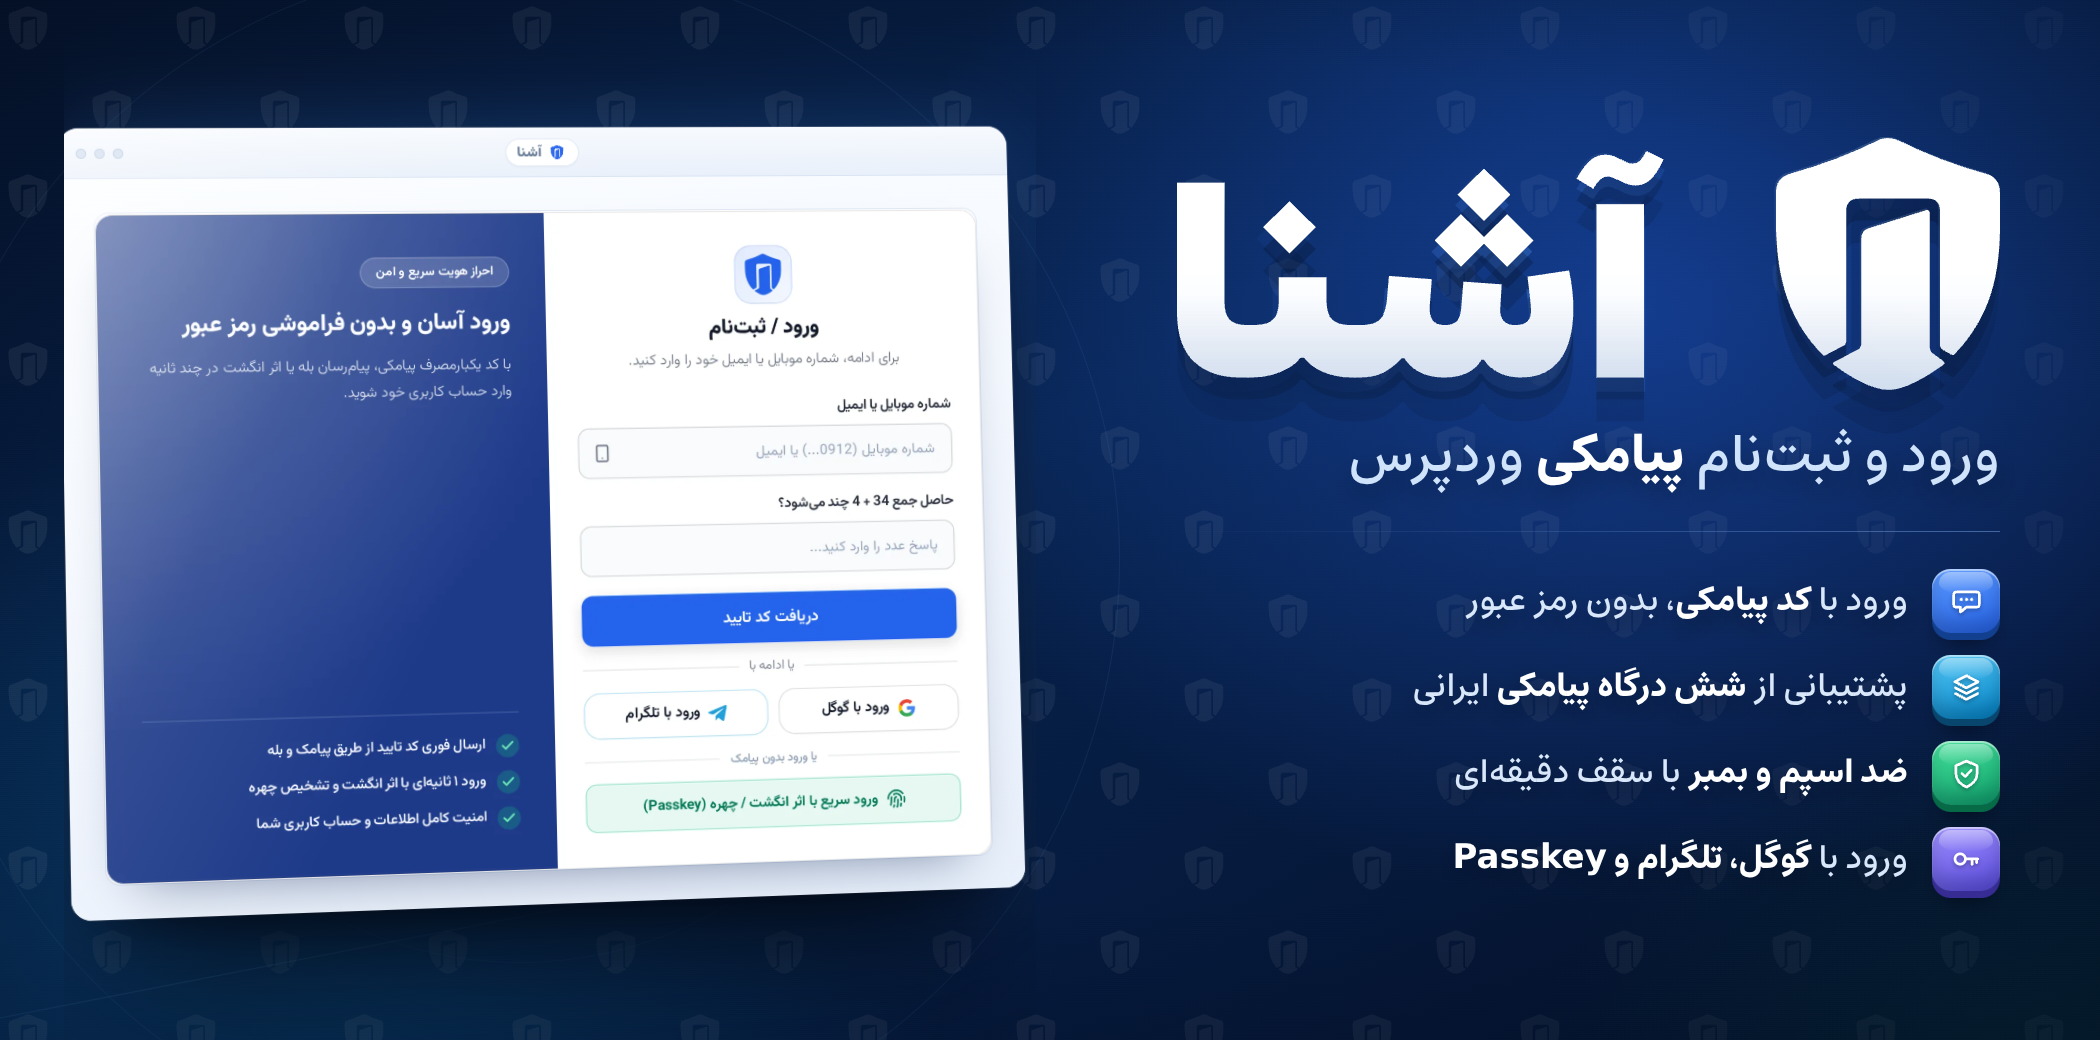 آشنا
ورود و ثبت‌نام پیامکی وردپرس
ورود با کد پیامکی، بدون رمز عبور
پشتیبانی از شش درگاه پیامکی ایرانی
ضد اسپم و بمبر با سقف دقیقه‌ای
ورود با گوگل، تلگرام و Passkey
آشنا
ورود / ثبت‌نام
برای ادامه، شماره موبایل یا ایمیل خود را وارد کنید.
شماره موبایل یا ایمیل
شماره موبایل (0912...) یا ایمیل
حاصل جمع 34 + 4 چند می‌شود؟
پاسخ عدد را وارد کنید...
دریافت کد تایید
یا ادامه با
ورود با گوگل
ورود با تلگرام
یا ورود بدون پیامک
ورود سریع با اثر انگشت / چهره (Passkey)
احراز هویت سریع و امن
ورود آسان و بدون فراموشی رمز عبور
با کد یکبارمصرف پیامکی، پیام‌رسان بله یا اثر انگشت در چند ثانیه
وارد حساب کاربری خود شوید.
ارسال فوری کد تایید از طریق پیامک و بله
ورود ۱ ثانیه‌ای با اثر انگشت و تشخیص چهره
امنیت کامل اطلاعات و حساب کاربری شما